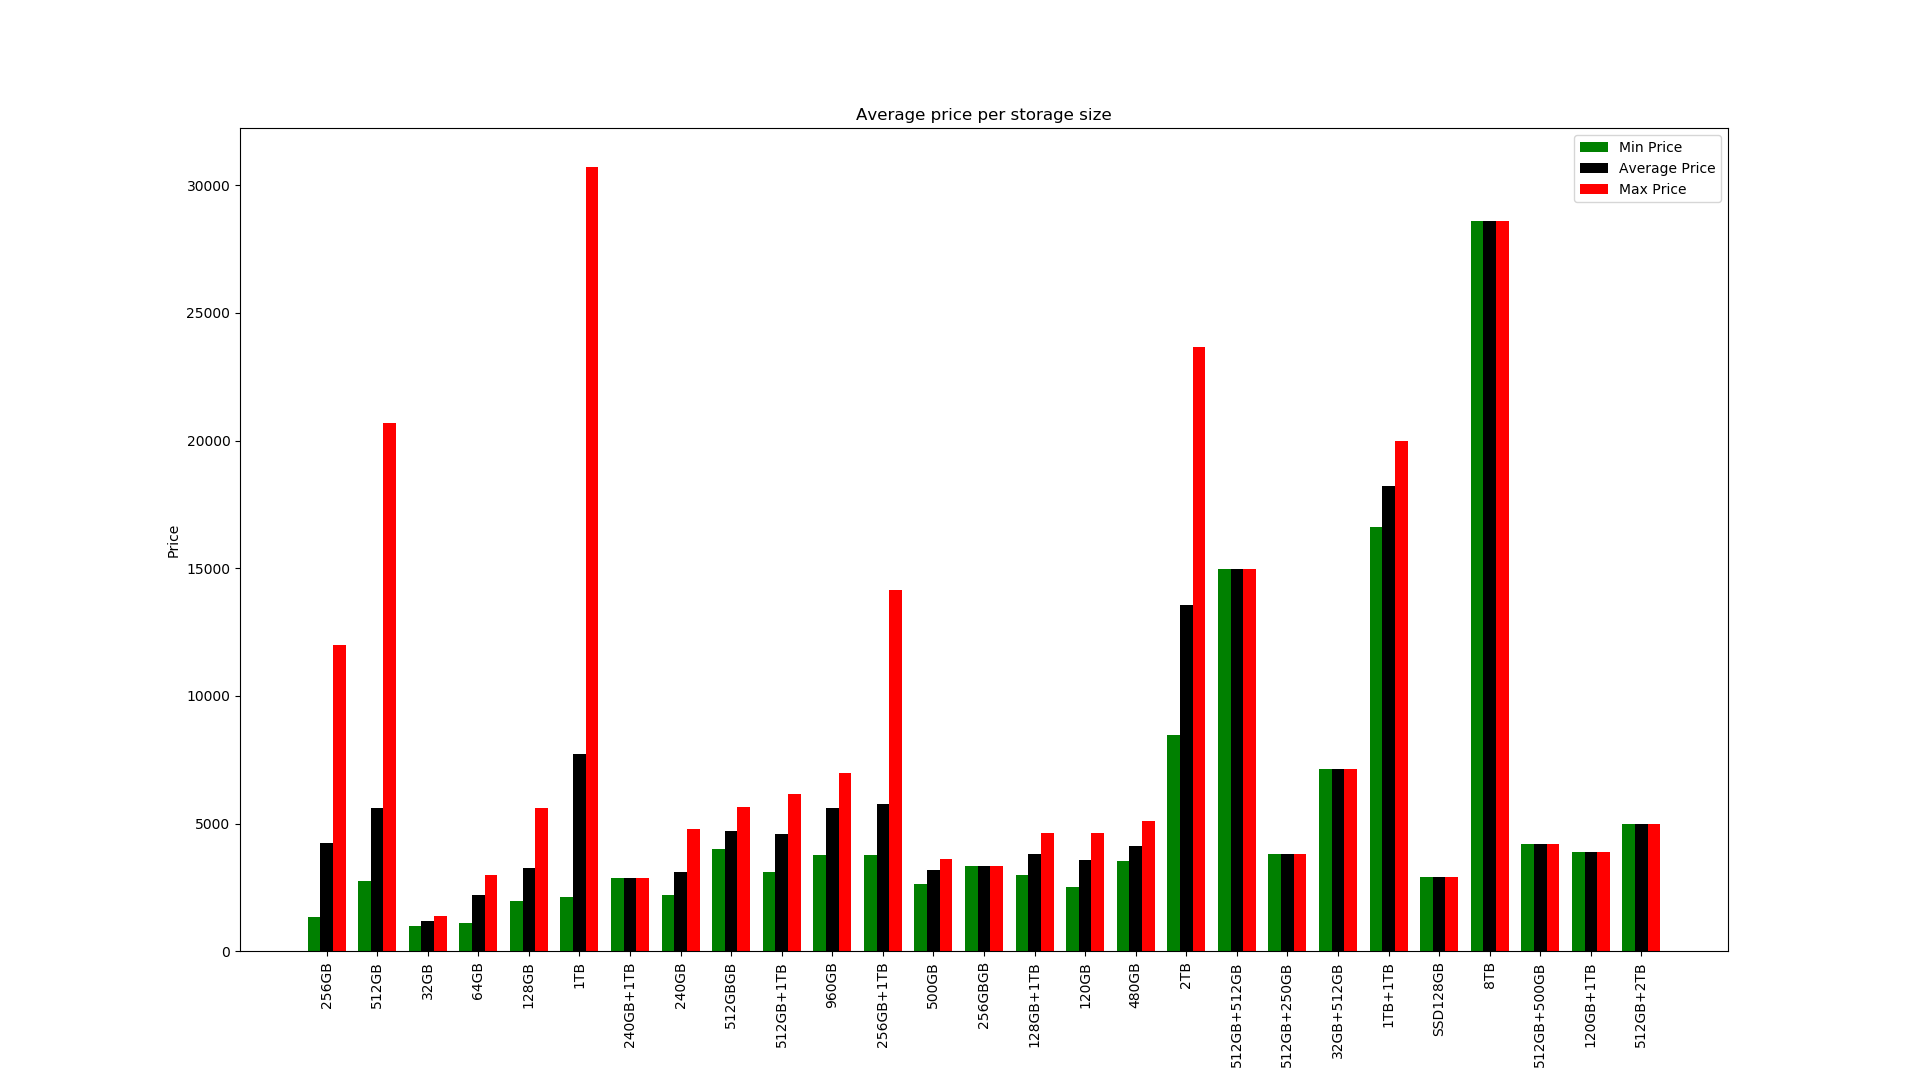 Average price per storage size
Min Price
Average Price
Max Price
Price
30000
25000
20000
15000
10000
5000
0
256GB
512GB
32GB
64GB
128GB
1TB
240GB+1TB
240GB
512GBGB
512GB+1TB
960GB
256GB+1TB
500GB
256GBGB
128GB+1TB
120GB
480GB
2TB
512GB+512GB
512GB+250GB
32GB+512GB
1TB+1TB
SSD128GB
8TB
512GB+500GB
120GB+1TB
512GB+2TB